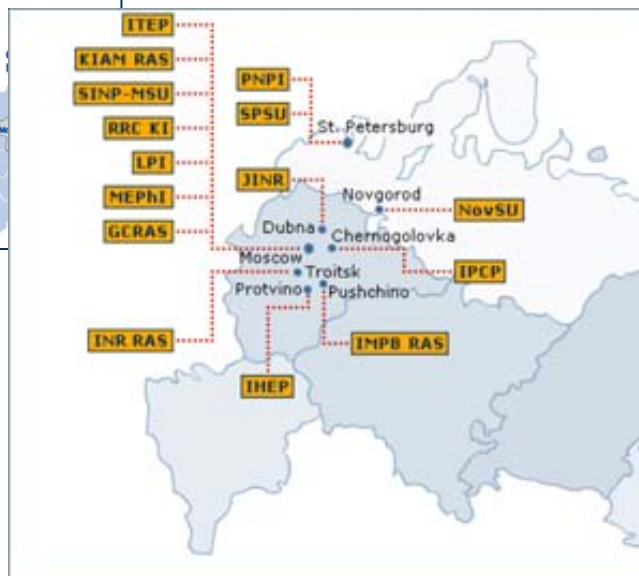 ITEP
KIAM RAS
SINP-MSU
RRC KI
LPI
MEPhI
GCRAS
PNPI
SPSU
St. Petersburg
JINR
Novgorod
NovSU
Dubna
Chernogolovka
Moscow
IPCP
Troitsk
Protvino
Pushchino
INR RAS
IMPB RAS
IHEP